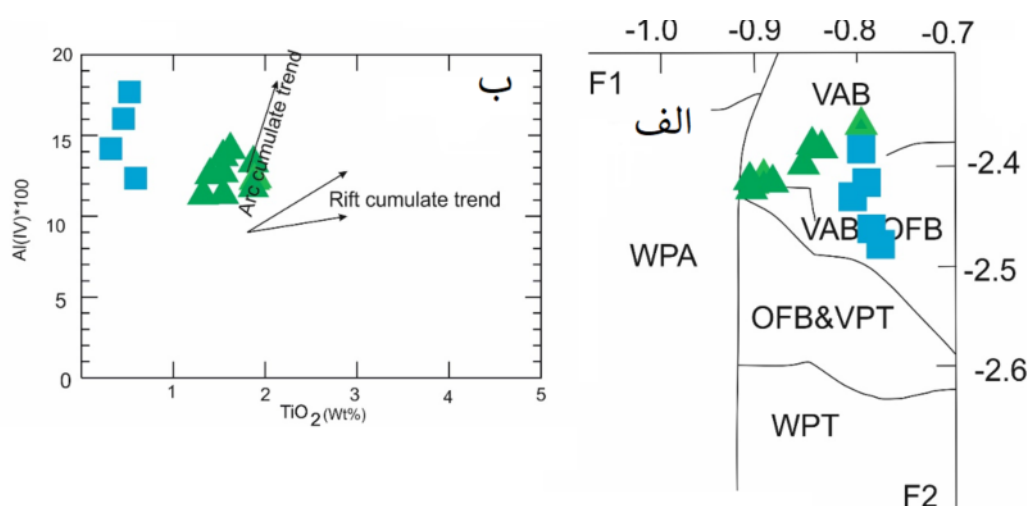 ب
20
15
10
5
0
Al(IV)*100
1
2
3
4
5
TiO2(Wt%)
Arc cumulate trend
Rift cumulate trend
-1.0
-0.9
-0.8
-0.7
F1
الف
VAB
-2.4
WPA
VAB OFB
-2.5
OFB&VPT
-2.6
WPT
F2